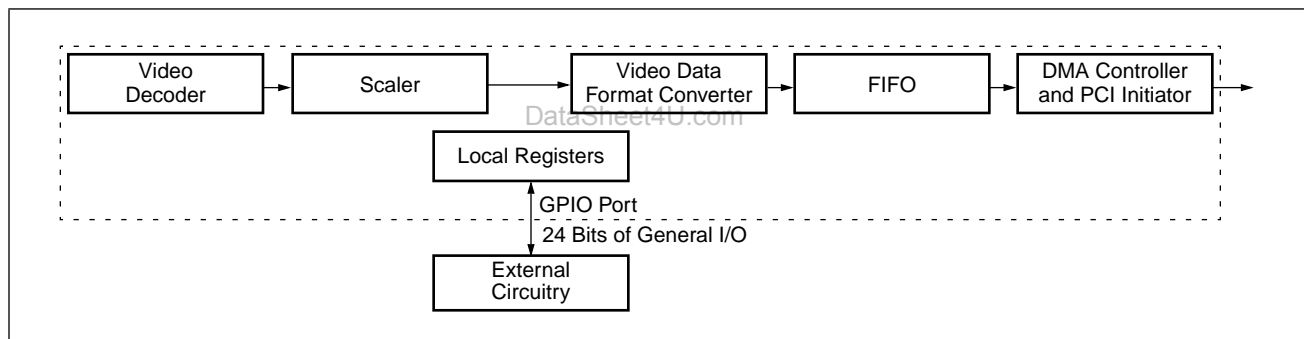 Video
Decoder
Scaler
Video Data
Format Converter
FIFO
DMA Controller
and PCI Initiator
DataSheet4U.com
Local Registers
GPIO Port
24 Bits of General I/O
External
Circuitry